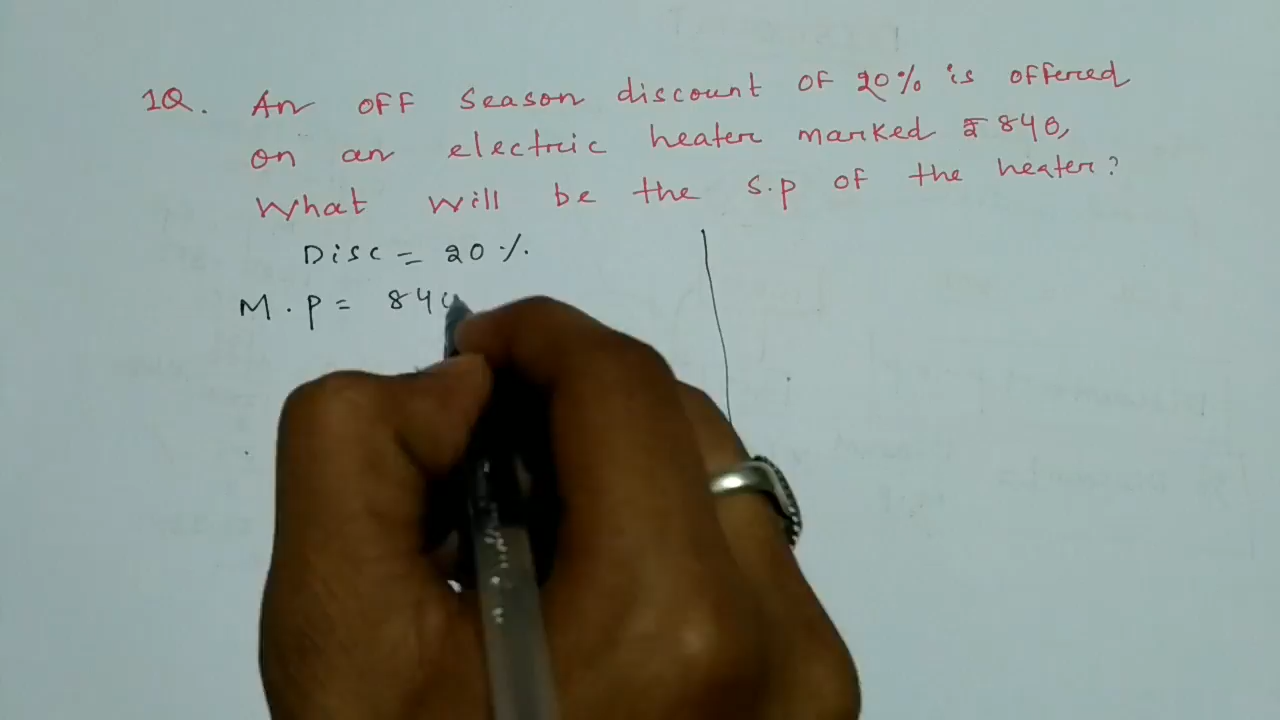 1Q. An OFF season discount OF 20% is offered
on an electric heater marked ₹840,
What will be the S.p OF the heater?
Disc = 20%
M.p = 840